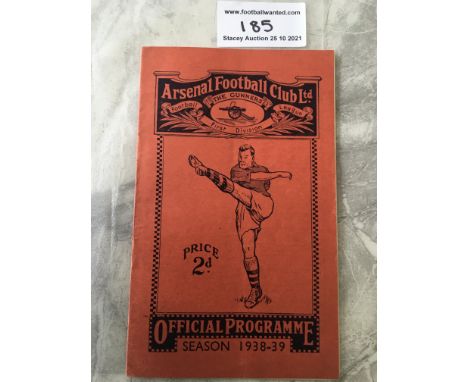 www.footballwanted.com
185
Stacey Auction 25 10 2021
Arsenal Football Club Ltd
THE GUNNERS
Football League
First Division
PRICE
2d.
OFFICIAL PROGRAMME
SEASON 1938-39